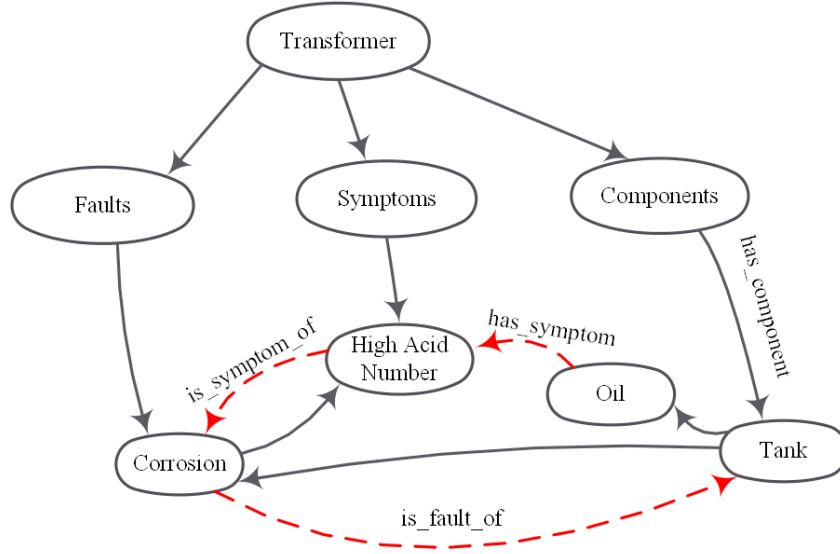 Transformer
Faults
Symptoms
Components
has_component
is_symptom_of
High Acid
Number
has_symptom
Oil
Corrosion
Tank
is_fault_of